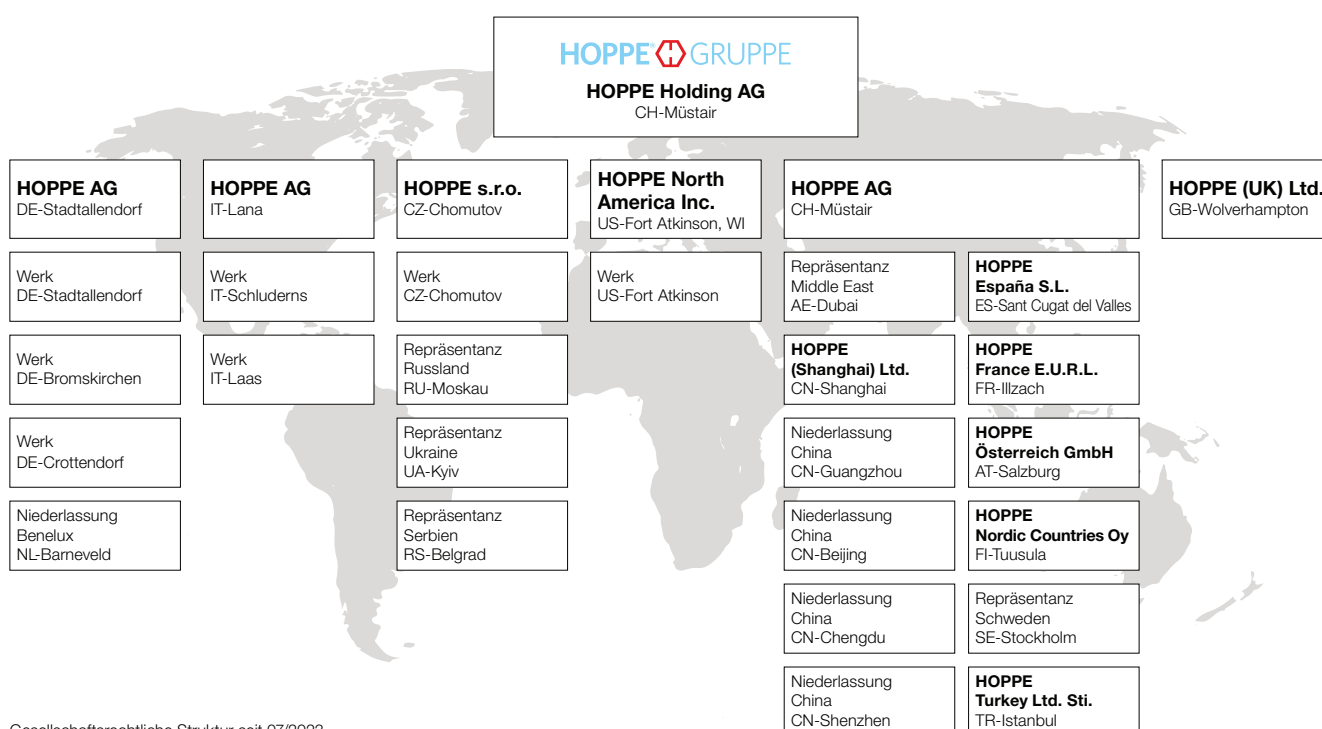 HOPPE® GRUPPE
HOPPE Holding AG
CH-Müstair
HOPPE AG
DE-Stadtallendorf
Werk
DE-Stadtallendorf
Werk
DE-Bromskirchen
Werk
DE-Crottendorf
Niederlassung
Benelux
NL-Barneveld
HOPPE AG
IT-Lana
Werk
IT-Schluderns
Werk
IT-Laas
HOPPE s.r.o.
CZ-Chomutov
Werk
CZ-Chomutov
Repräsentanz
Russland
RU-Moskau
Repräsentanz
Ukraine
UA-Kyiv
Repräsentanz
Serbien
RS-Belgrad
HOPPE North
America Inc.
US-Fort Atkinson, WI
Werk
US-Fort Atkinson
HOPPE AG
CH-Müstair
Repräsentanz
Middle East
AE-Dubai
HOPPE
(Shanghai) Ltd.
CN-Shanghai
Niederlassung
China
CN-Guangzhou
Niederlassung
China
CN-Beijing
Niederlassung
China
CN-Chengdu
Niederlassung
China
CN-Shenzhen
HOPPE
España S.L.
ES-Sant Cugat del Valles
HOPPE
France E.U.R.L.
FR-Illzach
HOPPE
Österreich GmbH
AT-Salzburg
HOPPE
Nordic Countries Oy
FI-Tuusula
Repräsentanz
Schweden
SE-Stockholm
HOPPE
Turkey Ltd. Sti.
TR-Istanbul
HOPPE (UK) Ltd.
GB-Wolverhampton
Gesellschaftsrechtliche Struktur seit